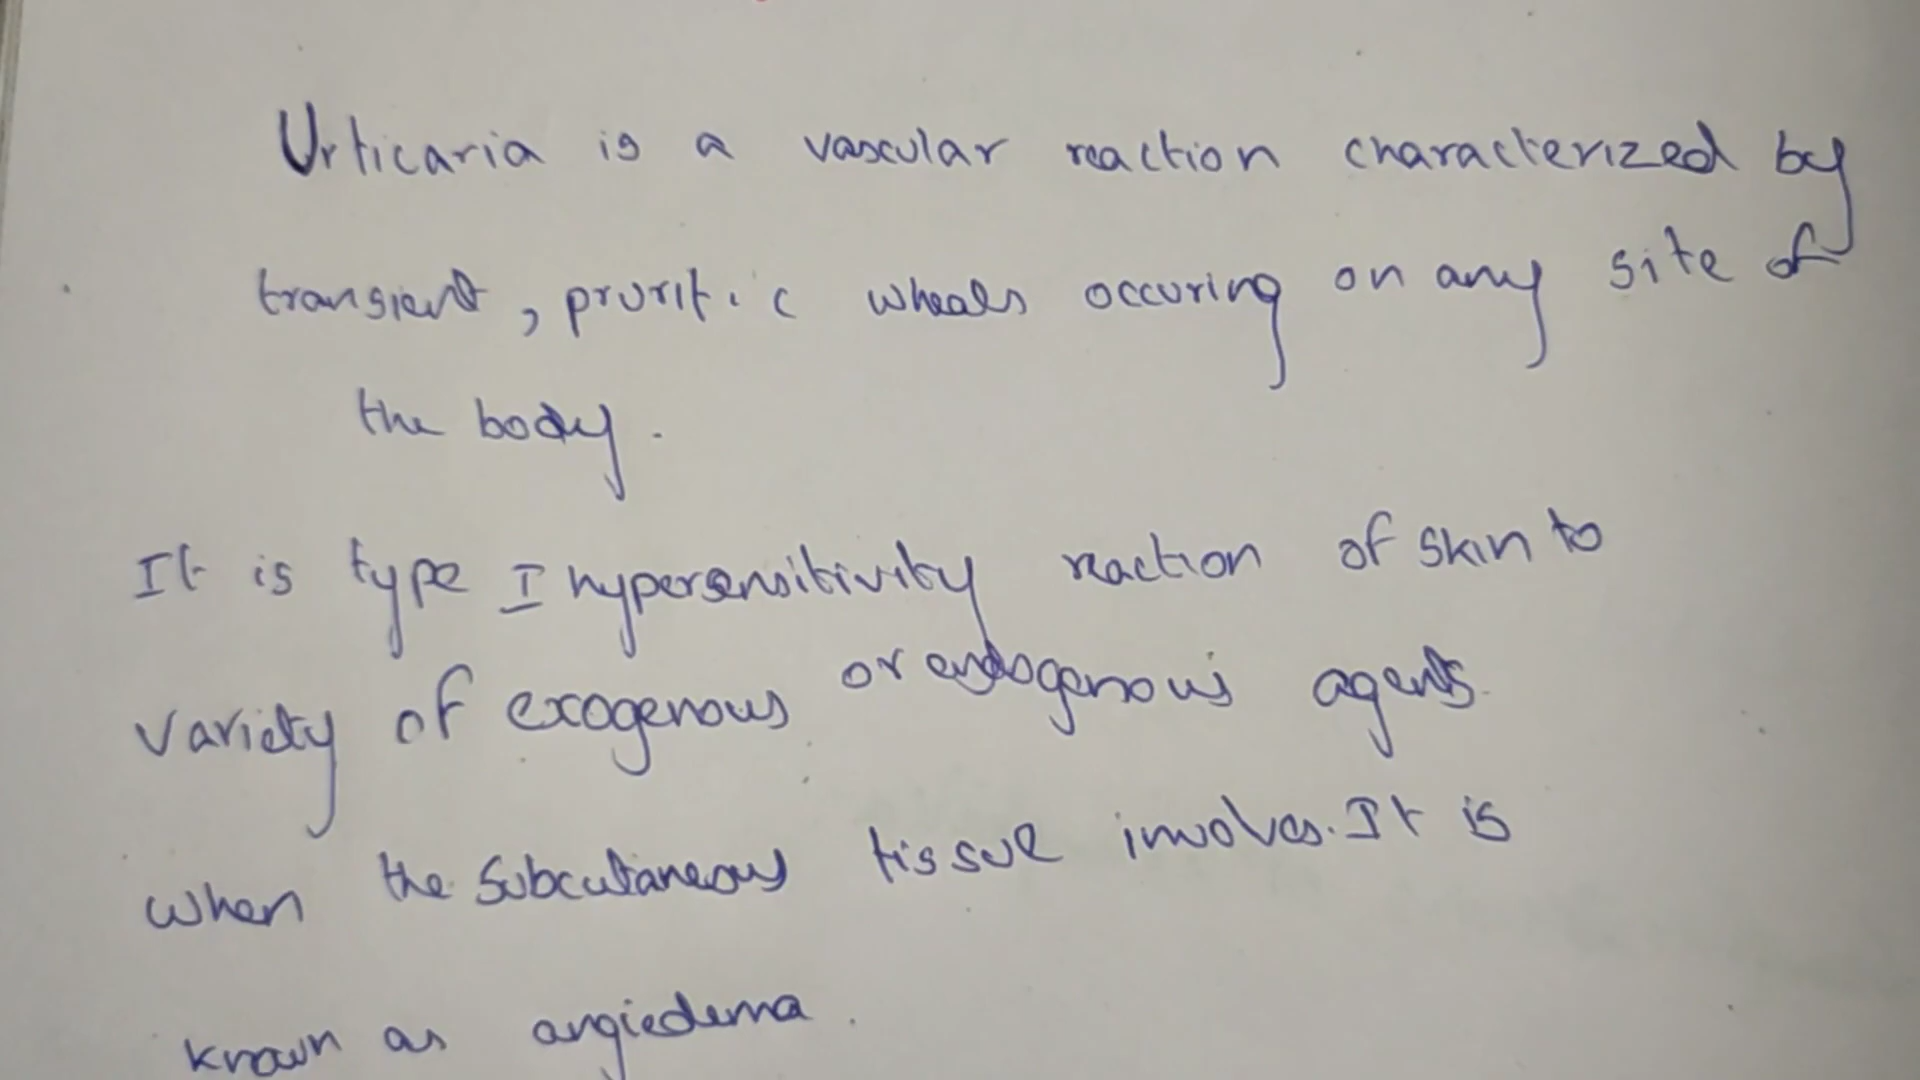 Urticaria is a vascular reaction characterized by
transient, pruritic wheals occuring on any site of
the body.
It is type I hypersensitivity reaction of skin to
variety of exogenous or endogenous agents.
when the subcutaneous tissue involves. It is
known as angiedema.